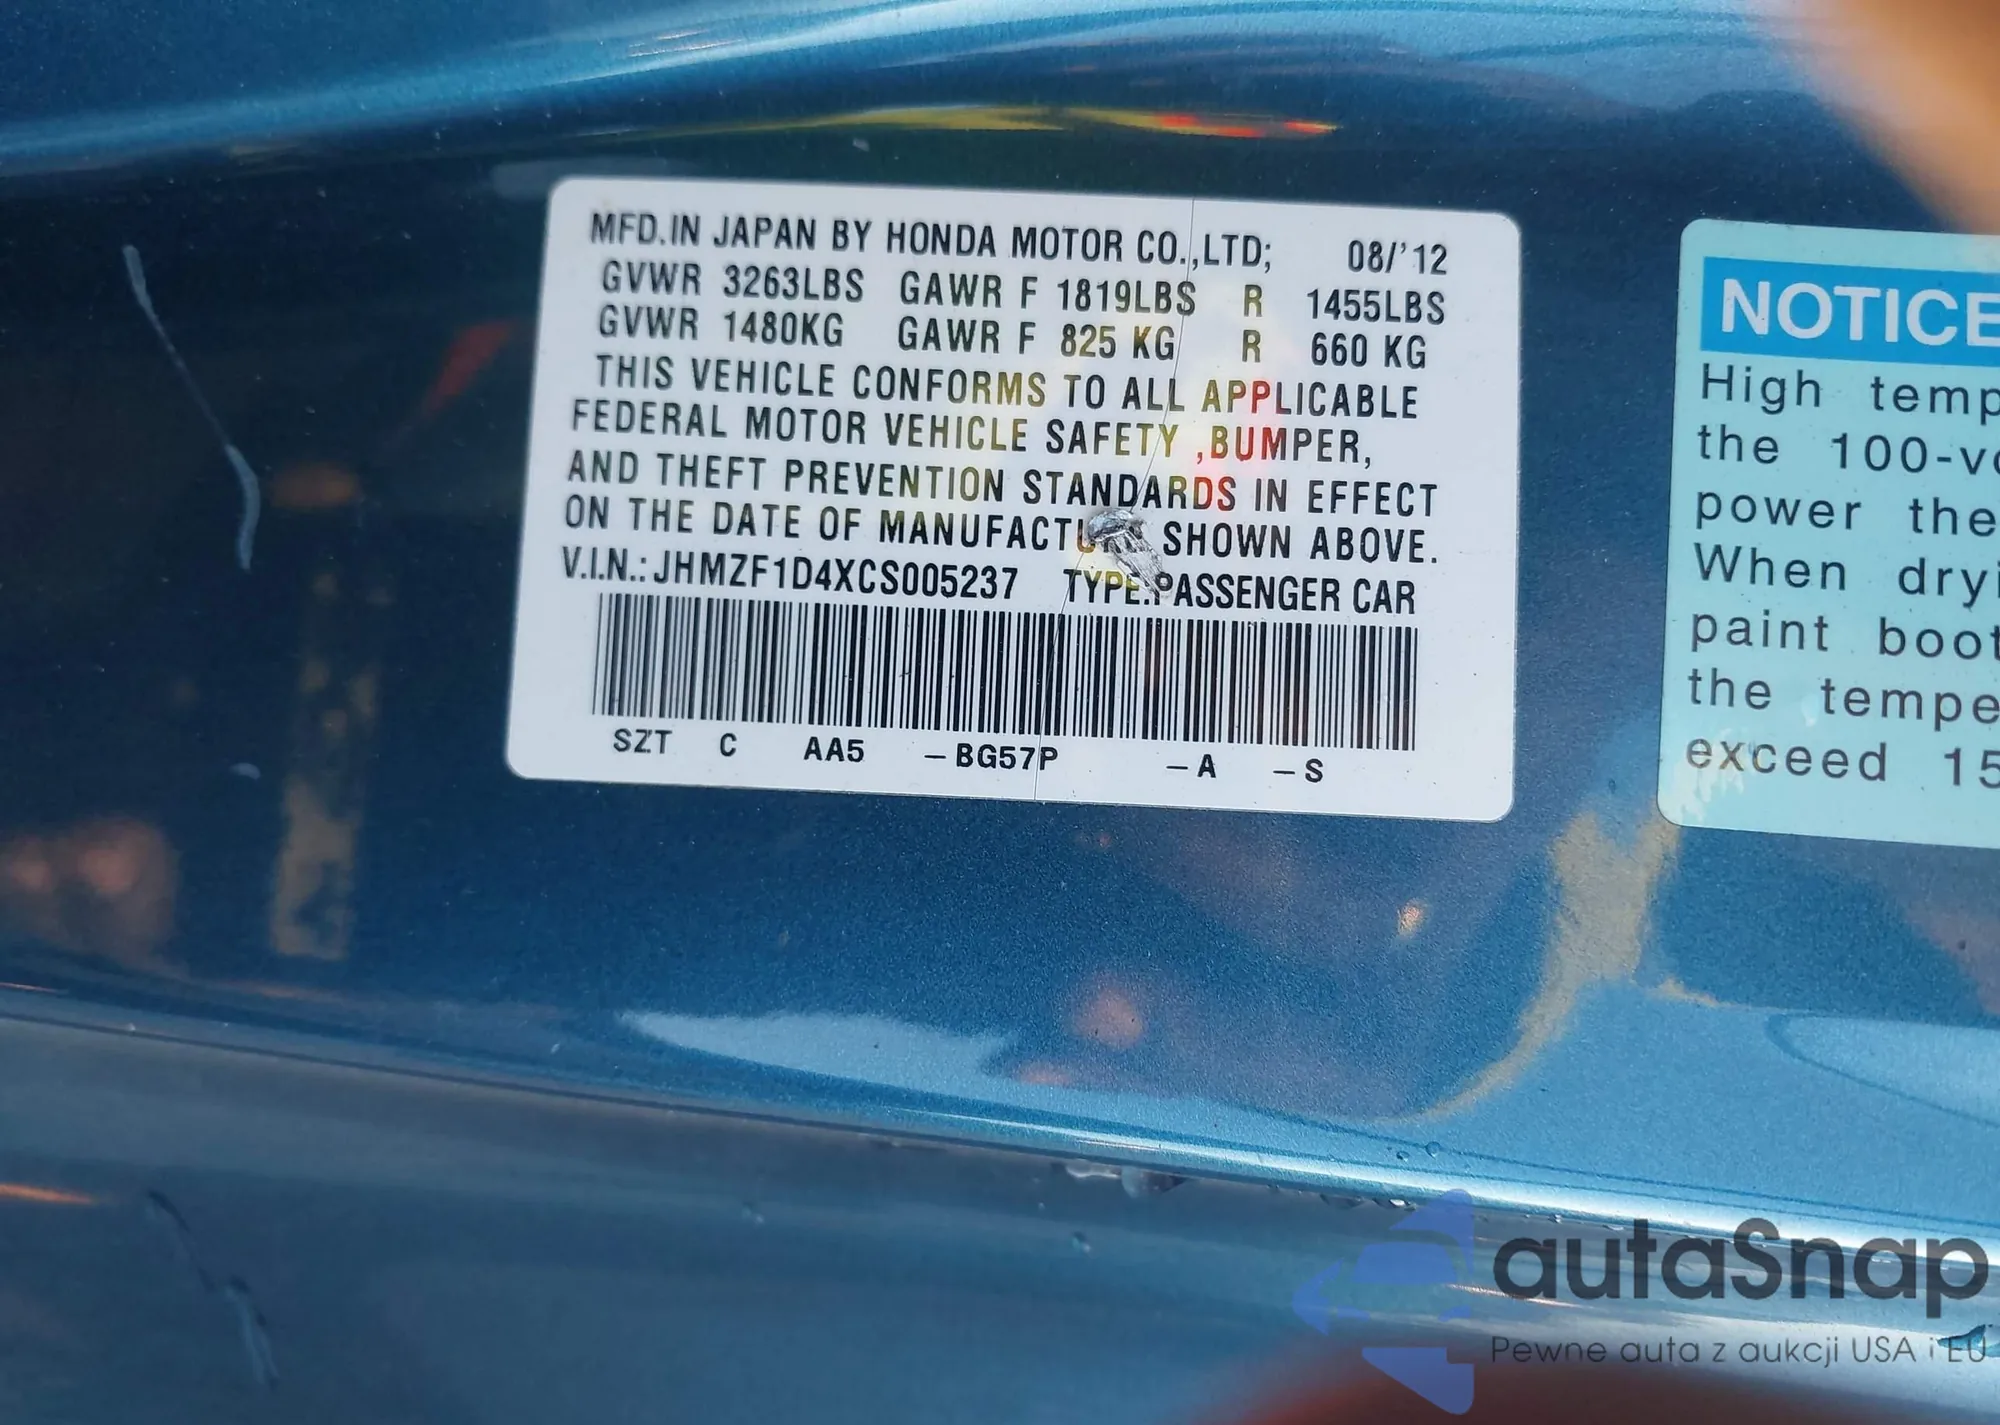 MFD.IN JAPAN BY HONDA MOTOR CO.,LTD; 08/'12
GVWR 3263LBS GAWR F 1819LBS R 1455LBS
GVWR 1480KG GAWR F 825 KG R 660 KG
THIS VEHICLE CONFORMS TO ALL APPLICABLE
FEDERAL MOTOR VEHICLE SAFETY ,BUMPER,
AND THEFT PREVENTION STANDARDS IN EFFECT
ON THE DATE OF MANUFACTU SHOWN ABOVE.
V.I.N.: JHMZF1D4XCS005237 TYPE:PASSENGER CAR
SZT C AA5 -BG57P -A -S
NOTICE
High temp
the 100-vo
power the
When dryi
paint boot
the tempe
exceed 15
autaSnap
Pewne auta z aukcji USA i EU